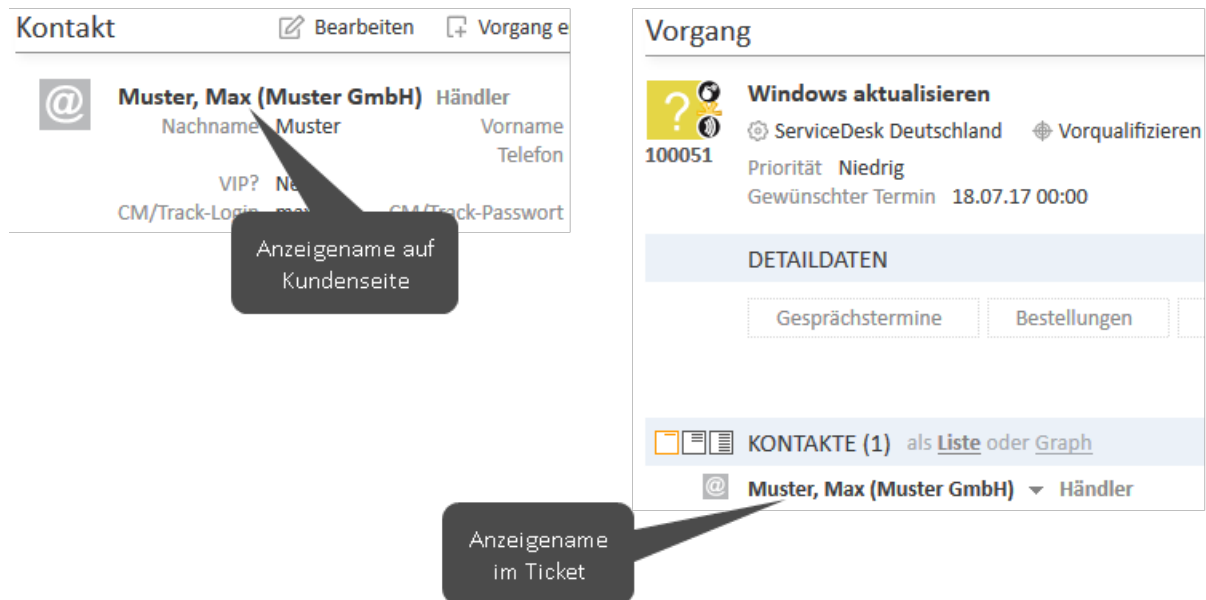 Kontakt
Bearbeiten
Vorgang e
@
Muster, Max (Muster GmbH) Händler
Nachname Muster Vorname
Telefon
VIP?
CM/Track-Login CM/Track-Passwort
Anzeigename auf
Kundenseite
Vorgang
?
100051
Windows aktualisieren
ServiceDesk Deutschland Vorqualifizieren
Priorität Niedrig
Gewünschter Termin 18.07.17 00:00
DETAILDATEN
Gesprächstermine Bestellungen
KONTAKTE (1) als Liste oder Graph
@ Muster, Max (Muster GmbH) Händler
Anzeigename
im Ticket